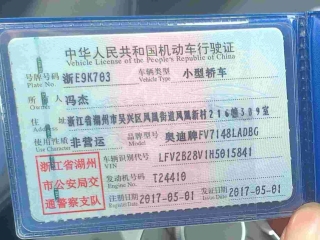 中华人民共和国机动车行驶证
Vehicle License of the People's Republic of China
号牌号码 浙E9K703 车辆类型 小型轿车
Plate No. Vehicle Type
所有人 冯杰
Owner
住址 浙江省湖州市吴兴区凤凰街道凤凰新村216幢309室
Address
使用性质 非营运 品牌型号 奥迪牌FV7148LADBG
Use Character Model
浙江省湖州市公安局交通警察支队
车辆识别代号 LFV2B28V1H5015841
VIN
发动机号码 T24410
Engine No.
注册日期 2017-05-01 发证日期 2017-05-01
Register Date Issue Date